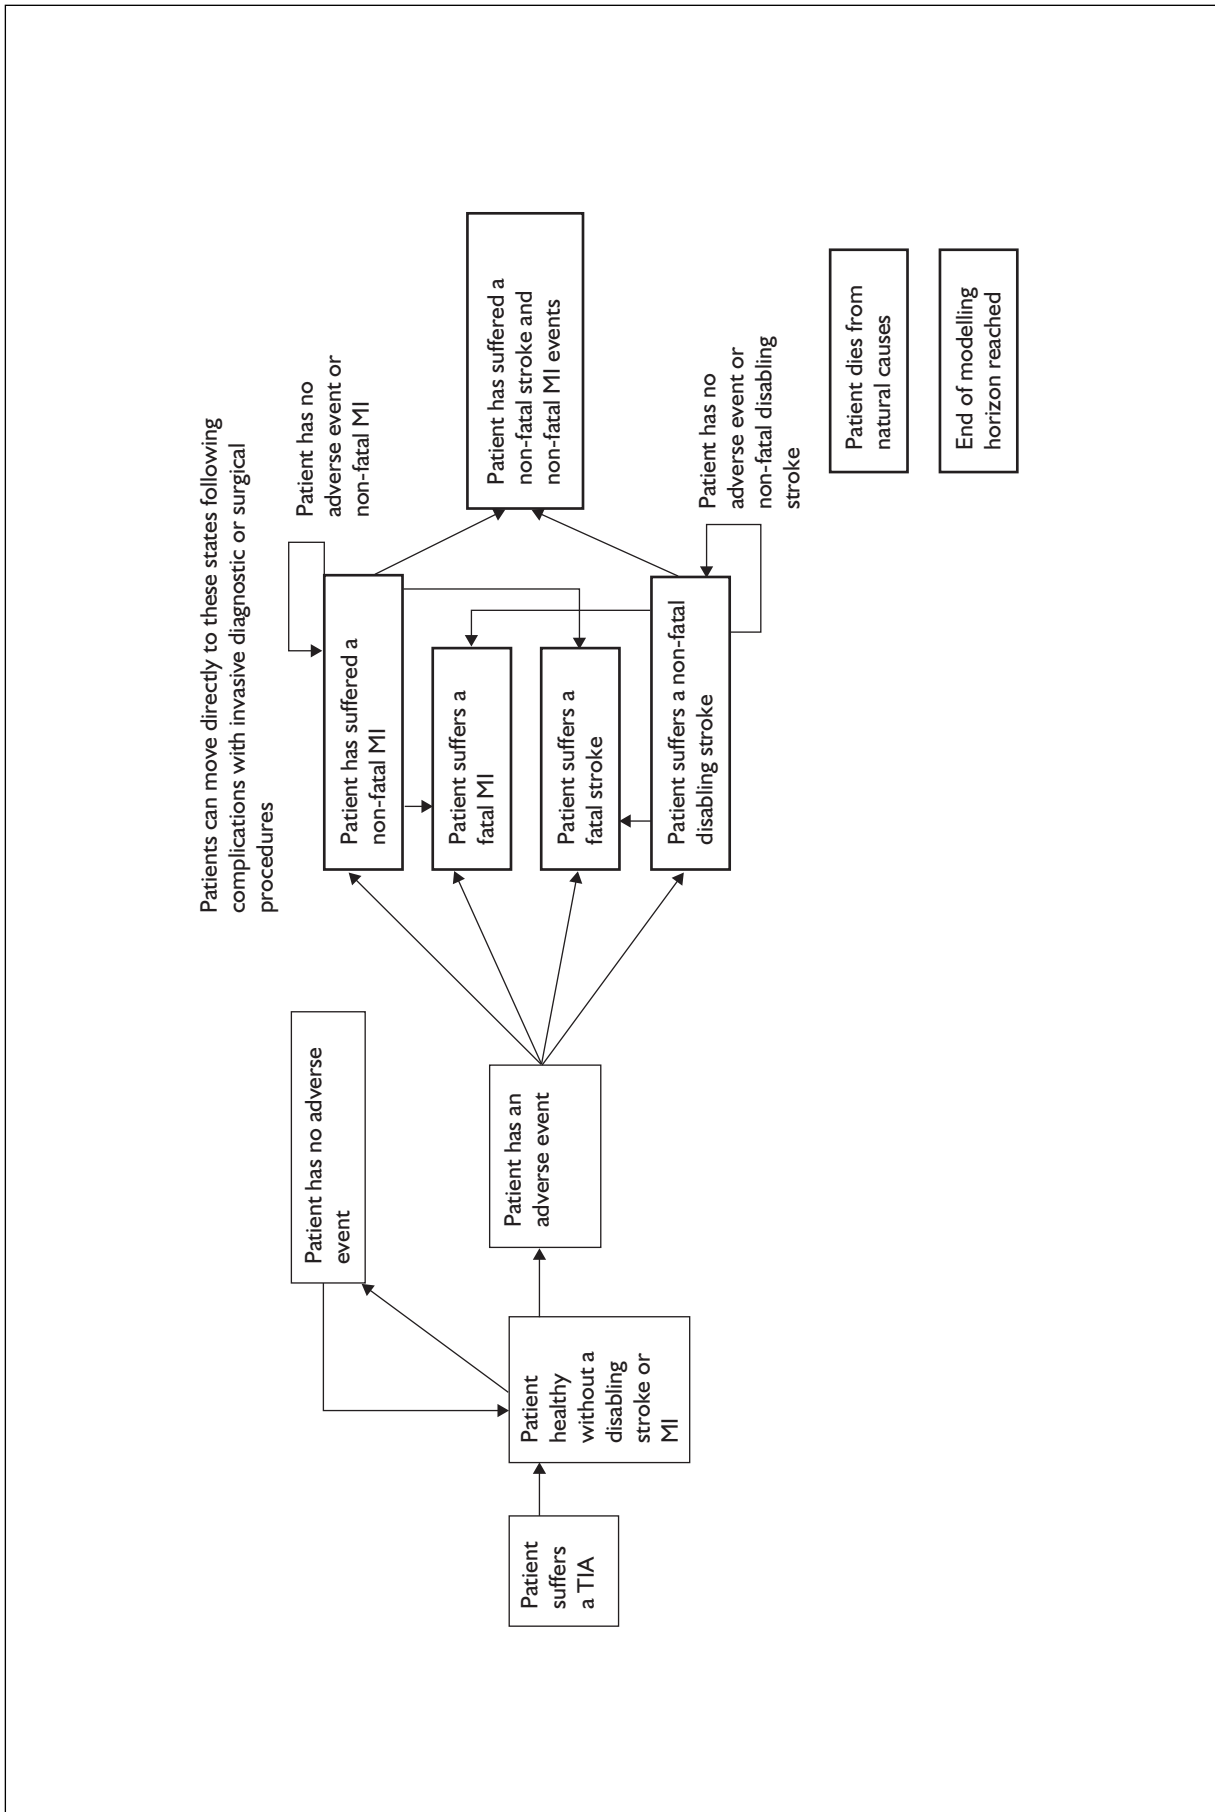 Patient
suffers
a TIA
Patient
healthy
without a
disabling
stroke or
MI
Patient has no adverse
event
Patient has an
adverse event
Patients can move directly to these states following
complications with invasive diagnostic or surgical
procedures
Patient has suffered a
non-fatal MI
Patient has no
adverse event or
non-fatal MI
Patient suffers a
fatal MI
Patient suffers a
fatal stroke
Patient suffers a non-fatal
disabling stroke
Patient has no
adverse event or
non-fatal disabling
stroke
Patient has suffered a
non-fatal stroke and
non-fatal MI events
Patient dies from
natural causes
End of modelling
horizon reached